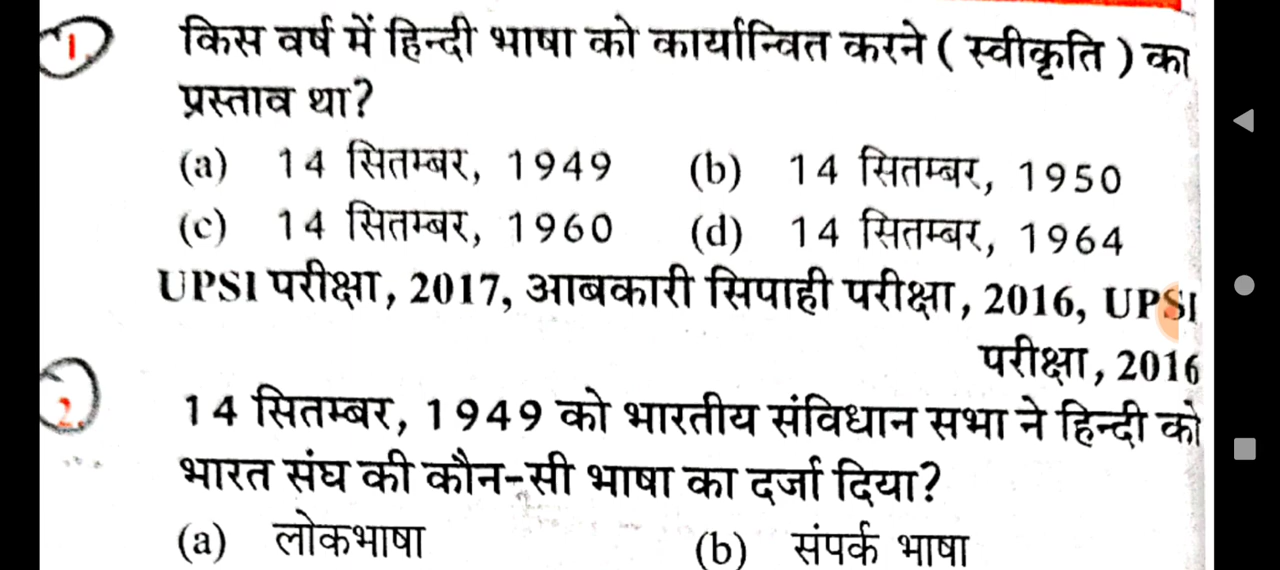 1. किस वर्ष में हिन्दी भाषा को कार्यान्वित करने ( स्वीकृति ) का
प्रस्ताव था?
(a) 14 सितम्बर, 1949 (b) 14 सितम्बर, 1950
(c) 14 सितम्बर, 1960 (d) 14 सितम्बर, 1964
UPSI परीक्षा, 2017, आबकारी सिपाही परीक्षा, 2016, UPSI
परीक्षा, 2016
2. 14 सितम्बर, 1949 को भारतीय संविधान सभा ने हिन्दी को
भारत संघ की कौन-सी भाषा का दर्जा दिया?
(a) लोकभाषा (b) संपर्क भाषा